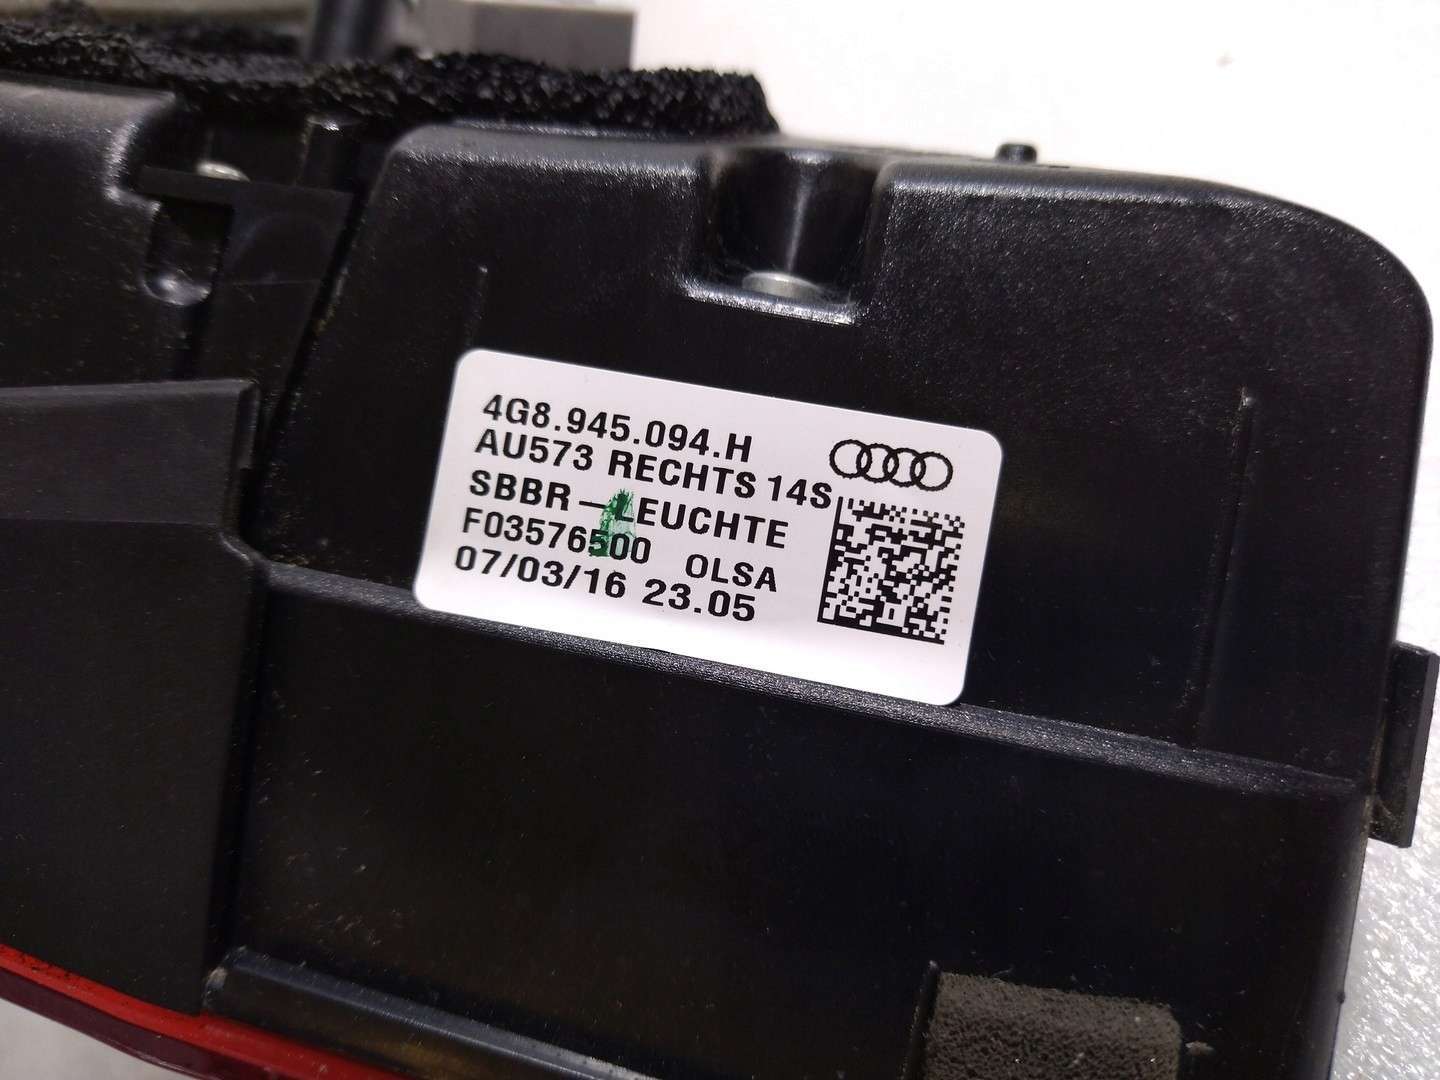 4G8.945.094.H
AU573 RECHTS 14S
SBBR-LEUCHTE
F03576500 OLSA
07/03/16 23.05